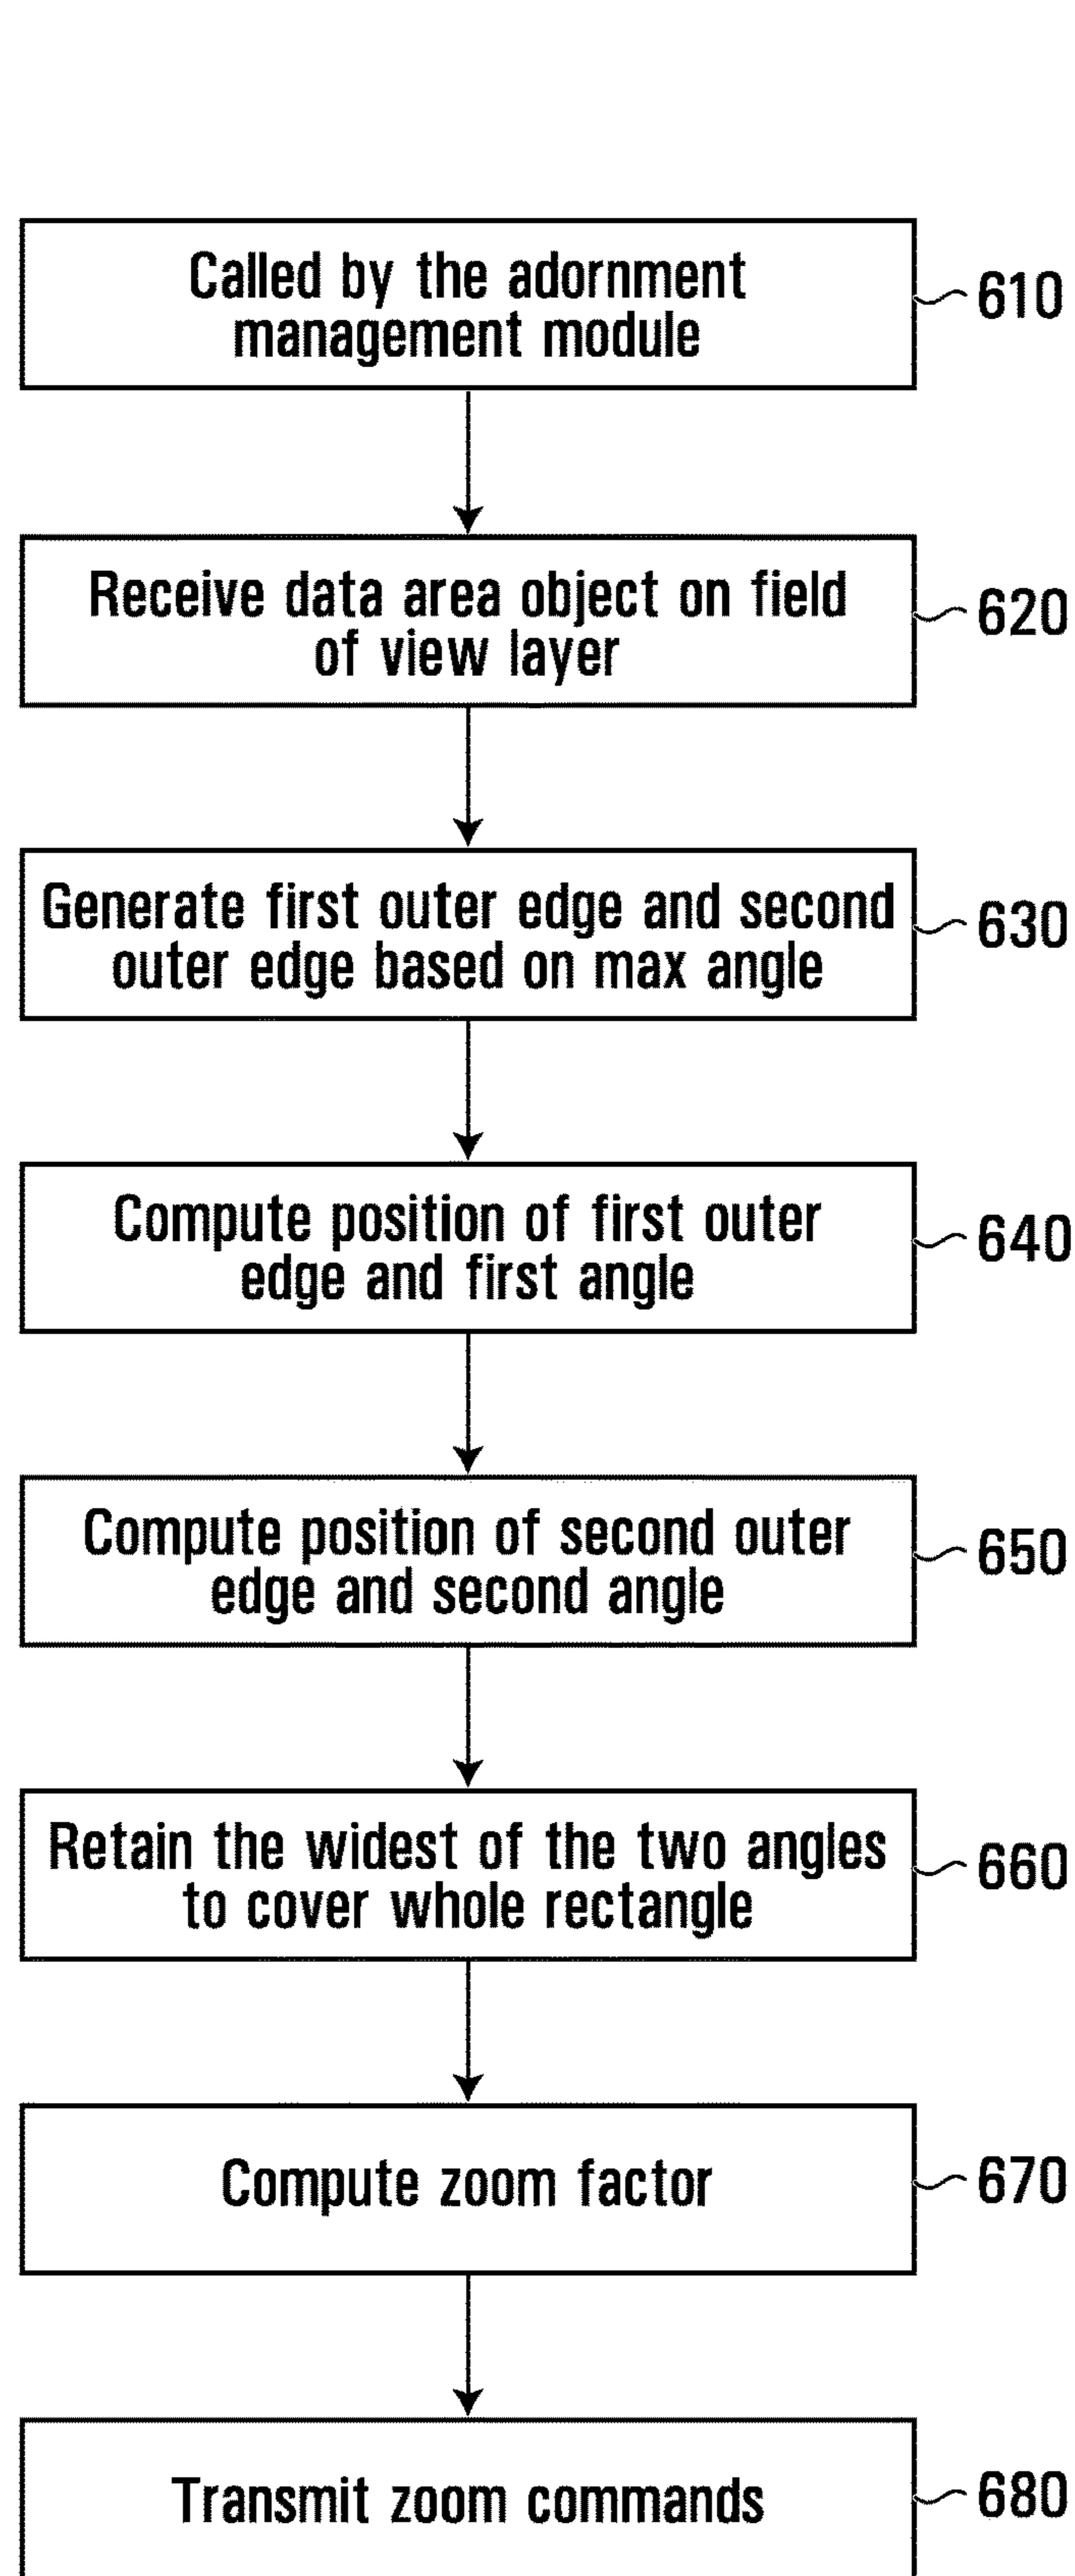 Called by the adornment
management module
610
Receive data area object on field
of view layer
620
Generate first outer edge and second
outer edge based on max angle
630
Compute position of first outer
edge and first angle
640
Compute position of second outer
edge and second angle
650
Retain the widest of the two angles
to cover whole rectangle
660
Compute zoom factor
670
Transmit zoom commands
680